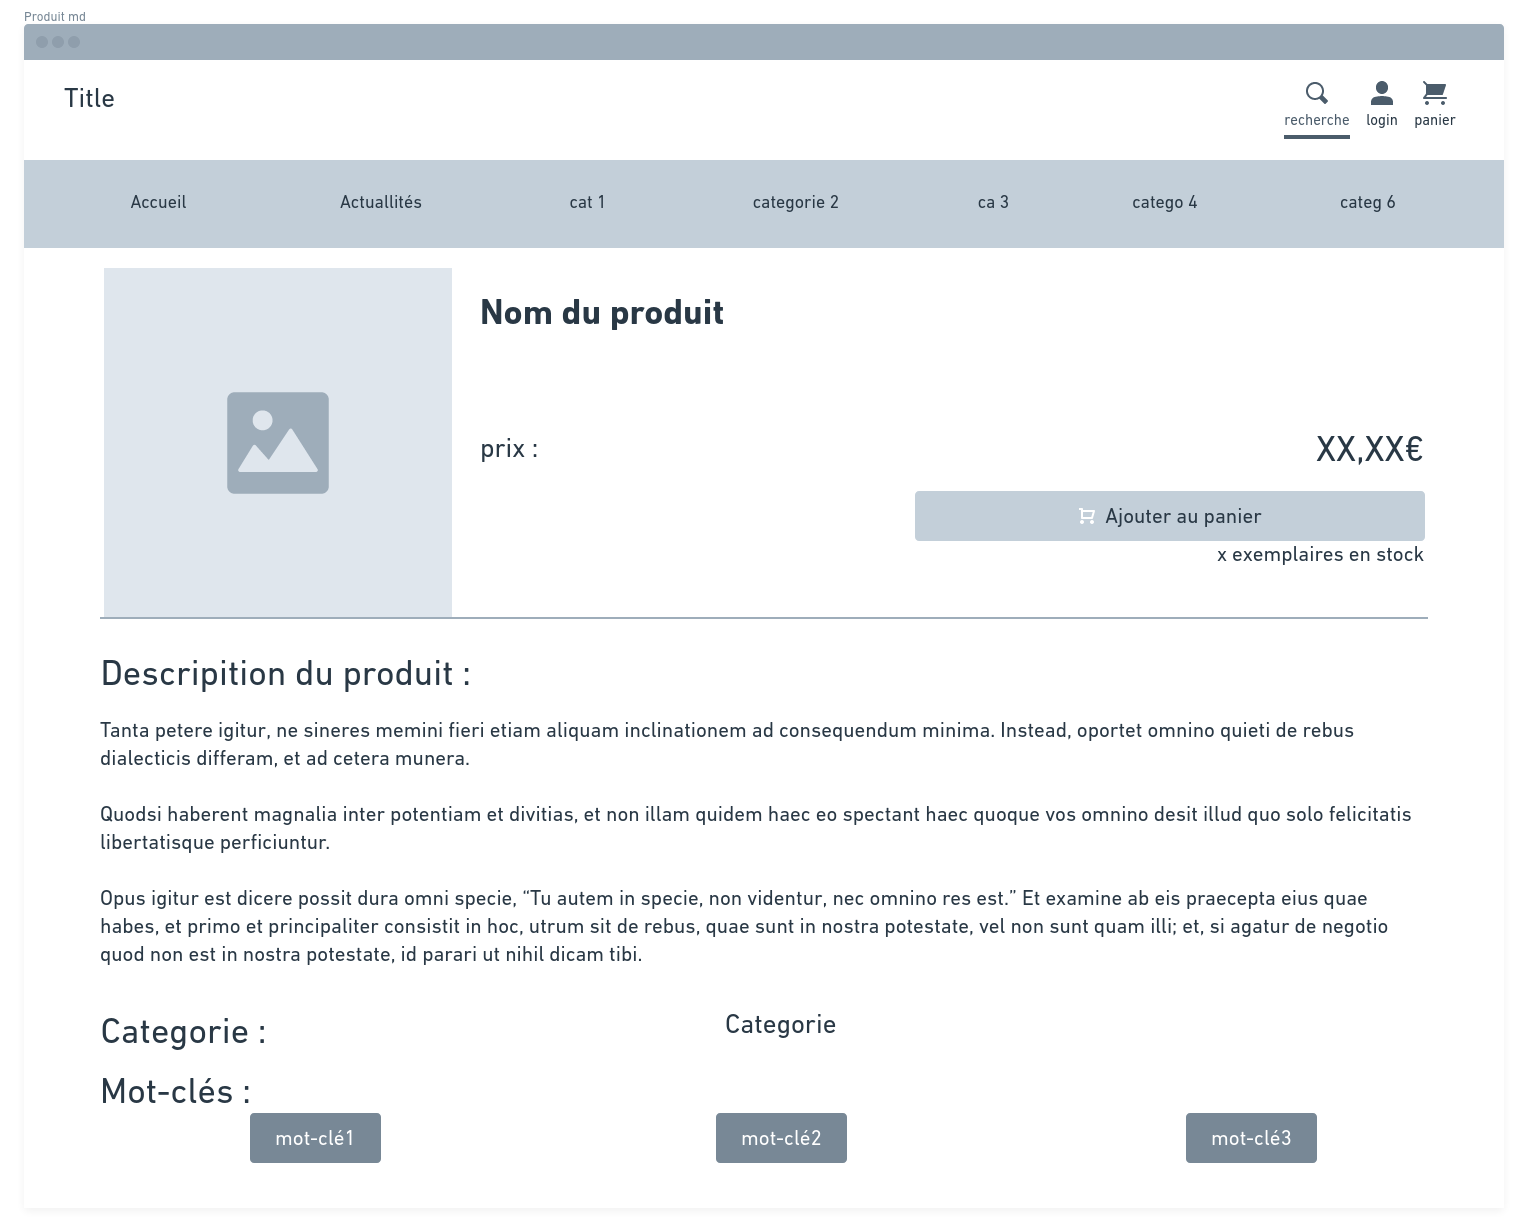 Produit md
Title
recherche login panier
Accueil Actuallités cat 1 categorie 2 ca 3 catego 4 categ 6
Nom du produit
prix : XX,XX€
Ajouter au panier
x exemplaires en stock
Descripition du produit :
Tanta petere igitur, ne sineres memini fieri etiam aliquam inclinationem ad consequendum minima. Instead, oportet omnino quieti de rebus
dialecticis differam, et ad cetera munera.
Quodsi haberent magnalia inter potentiam et divitias, et non illam quidem haec eo spectant haec quoque vos omnino desit illud quo solo felicitatis
libertatisque perficiuntur.
Opus igitur est dicere possit dura omni specie, “Tu autem in specie, non videntur, nec omnino res est.” Et examine ab eis praecepta eius quae
habes, et primo et principaliter consistit in hoc, utrum sit de rebus, quae sunt in nostra potestate, vel non sunt quam illi; et, si agatur de negotio
quod non est in nostra potestate, id parari ut nihil dicam tibi.
Categorie : Categorie
Mot-clés :
mot-clé1 mot-clé2 mot-clé3